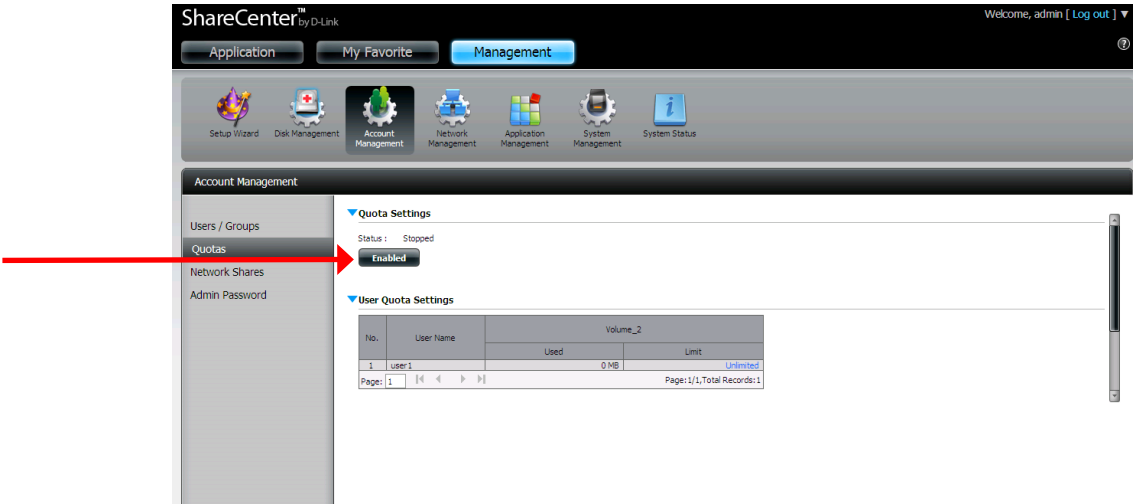 ShareCenter™ by D-Link
Welcome, admin [ Log out ] ▼
Application My Favorite Management
?
Setup Wizard Disk Management Account Management Network Management Application Management System Management System Status
Account Management
Users / Groups
Quotas
Network Shares
Admin Password
Quota Settings
Status : Stopped
Enabled
User Quota Settings
No. User Name Volume_2
Used Limit
1 user1 0 MB Unlimited
Page: 1 Page:1/1,Total Records:1